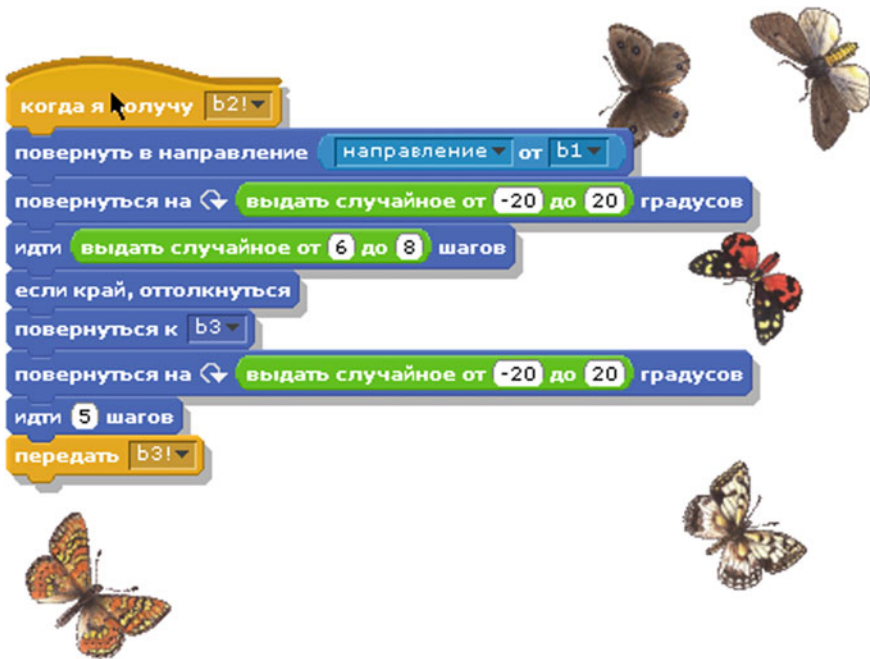 когда я получу b2!
повернуть в направление направление от b1
повернуться на выдать случайное от -20 до 20 градусов
идти выдать случайное от 6 до 8 шагов
если край, оттолкнуться
повернуться к b3
повернуться на выдать случайное от -20 до 20 градусов
идти 5 шагов
передать b3!